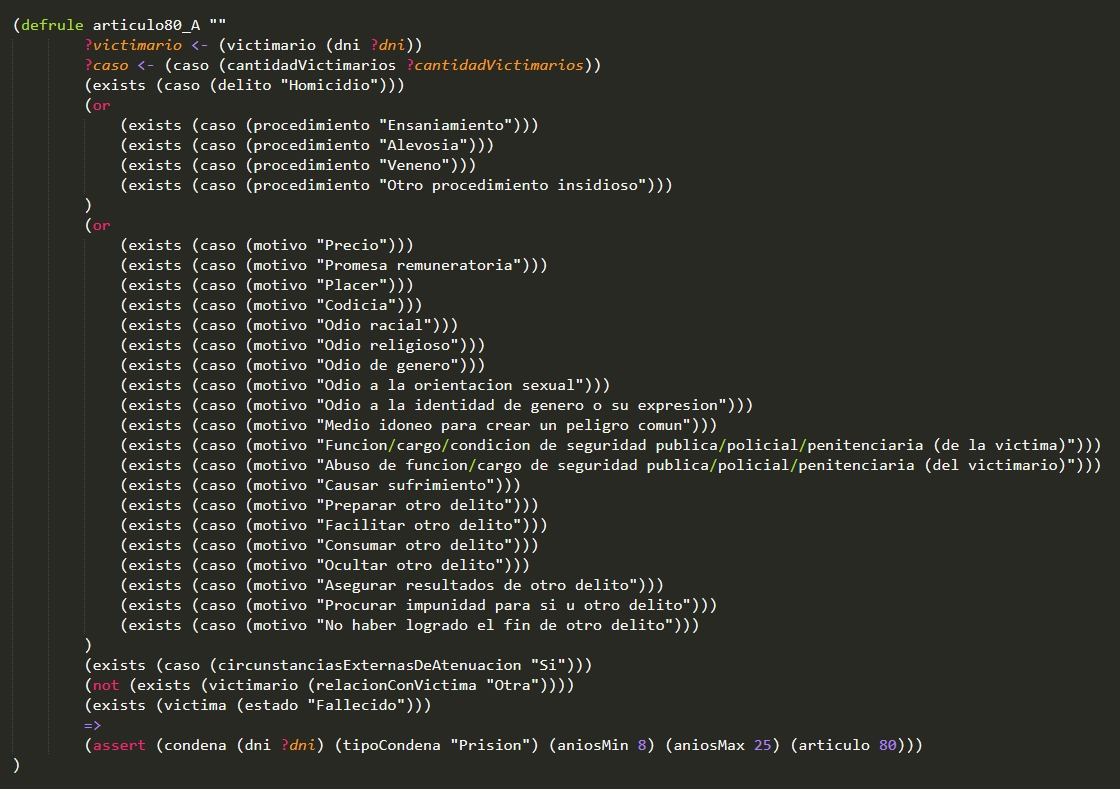 (defrule articulo80_A ""
?victimario <- (victimario (dni ?dni))
?caso <- (caso (cantidadVictimarios ?cantidadVictimarios))
(exists (caso (delito "Homicidio")))
(or
(exists (caso (procedimiento "Ensaniamiento")))
(exists (caso (procedimiento "Alevosia")))
(exists (caso (procedimiento "Veneno")))
(exists (caso (procedimiento "Otro procedimiento insidioso")))
)
(or
(exists (caso (motivo "Precio")))
(exists (caso (motivo "Promesa remuneratoria")))
(exists (caso (motivo "Placer")))
(exists (caso (motivo "Codicia")))
(exists (caso (motivo "Odio racial")))
(exists (caso (motivo "Odio religioso")))
(exists (caso (motivo "Odio de genero")))
(exists (caso (motivo "Odio a la orientacion sexual")))
(exists (caso (motivo "Odio a la identidad de genero o su expresion")))
(exists (caso (motivo "Medio idoneo para crear un peligro comun")))
(exists (caso (motivo "Funcion/cargo/condicion de seguridad publica/policial/penitenciaria (de la victima)")))
(exists (caso (motivo "Abuso de funcion/cargo de seguridad publica/policial/penitenciaria (del victimario)")))
(exists (caso (motivo "Causar sufrimiento")))
(exists (caso (motivo "Preparar otro delito")))
(exists (caso (motivo "Facilitar otro delito")))
(exists (caso (motivo "Consumar otro delito")))
(exists (caso (motivo "Ocultar otro delito")))
(exists (caso (motivo "Asegurar resultados de otro delito")))
(exists (caso (motivo "Procurar impunidad para si u otro delito")))
(exists (caso (motivo "No haber logrado el fin de otro delito")))
)
(exists (caso (circunstanciasExternasDeAtenuacion "Si")))
(not (exists (victimario (relacionConVictima "Otra"))))
(exists (victima (estado "Fallecido")))
=>
(assert (condena (dni ?dni) (tipoCondena "Prision") (aniosMin 8) (aniosMax 25) (articulo 80)))
)